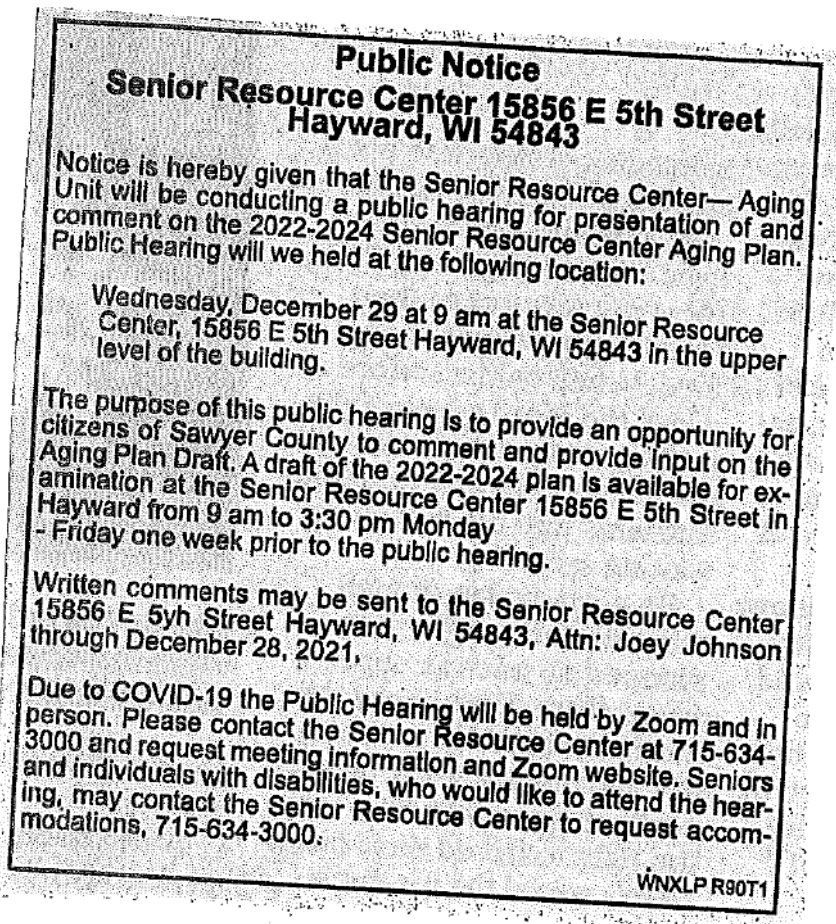 Public Notice
Senior Resource Center 15856 E 5th Street
Hayward, WI 54843
Notice is hereby given that the Senior Resource Center— Aging
Unit will be conducting a public hearing for presentation of and
comment on the 2022-2024 Senior Resource Center Aging Plan.
Public Hearing will we held at the following location:
Wednesday, December 29 at 9 am at the Senior Resource
Center, 15856 E 5th Street Hayward, WI 54843 in the upper
level of the building.
The purpose of this public hearing is to provide an opportunity for
citizens of Sawyer County to comment and provide input on the
Aging Plan Draft. A draft of the 2022-2024 plan is available for ex-
amination at the Senior Resource Center 15856 E 5th Street in
Hayward from 9 am to 3:30 pm Monday
- Friday one week prior to the public hearing.
Written comments may be sent to the Senior Resource Center
15856 E 5yh Street Hayward, WI 54843, Attn: Joey Johnson
through December 28, 2021.
Due to COVID-19 the Public Hearing will be held by Zoom and in
person. Please contact the Senior Resource Center at 715-634-
3000 and request meeting information and Zoom website. Seniors
and individuals with disabilities, who would like to attend the hear-
ing, may contact the Senior Resource Center to request accom-
modations, 715-634-3000.
WNXLP R90T1